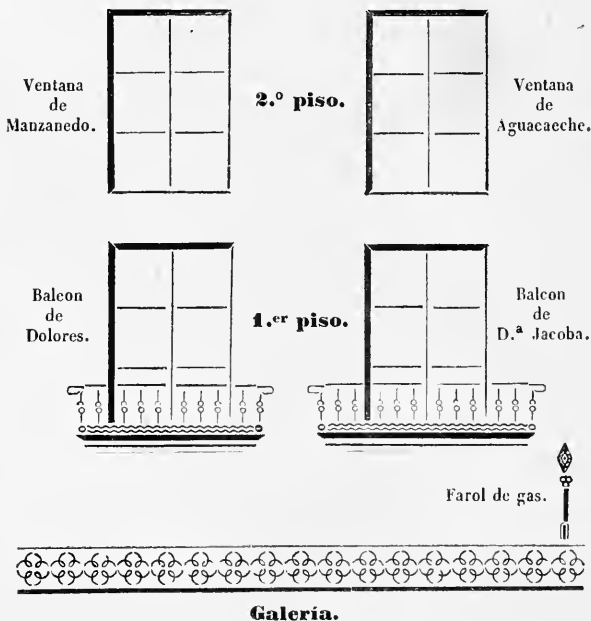 Ventana
de
Manzanedo.
2.º piso.
Ventana
de
Aguacaeche.
Balcon
de
Dolores.
1.er piso.
Balcon
de
D.ª Jacoba.
Farol de gas.
Galería.